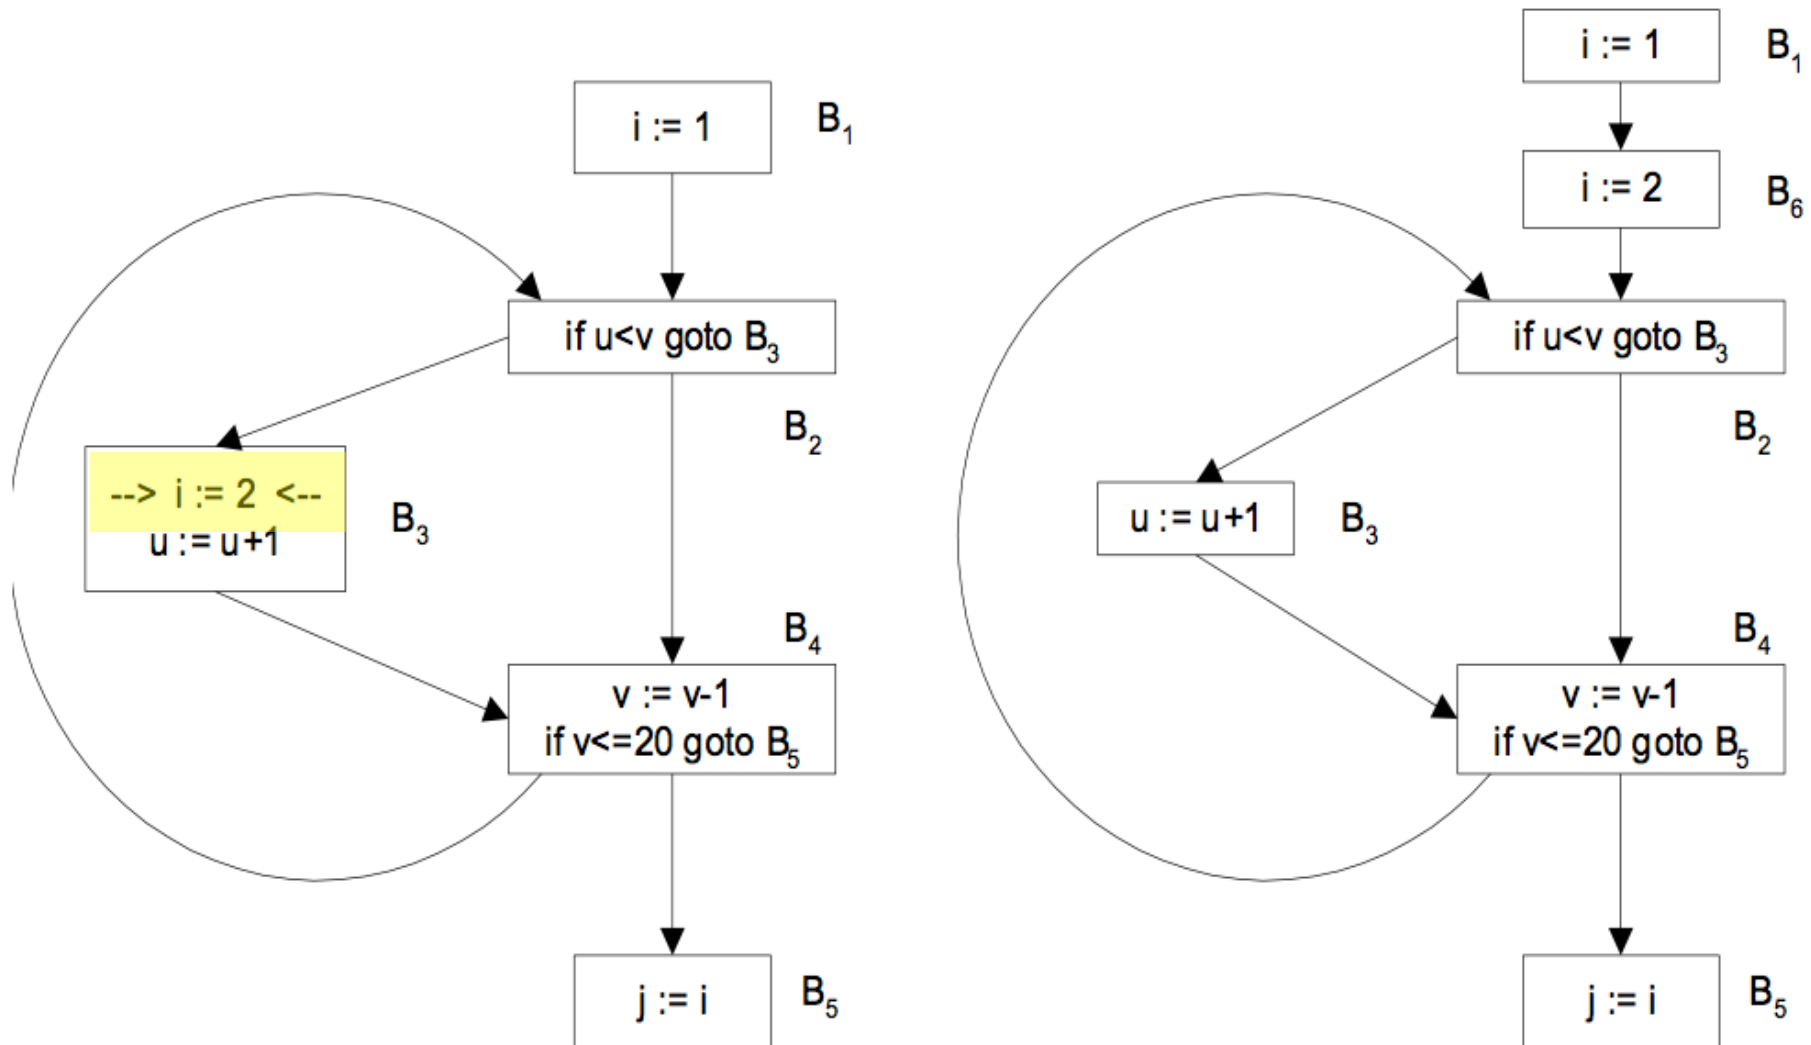 i := 1
B1
if u<v goto B3
B2
--> i := 2 <--
u := u+1
B3
B4
v := v-1
if v<=20 goto B5
j := i
B5
i := 1
B1
i := 2
B6
if u<v goto B3
B2
u := u+1
B3
B4
v := v-1
if v<=20 goto B5
j := i
B5